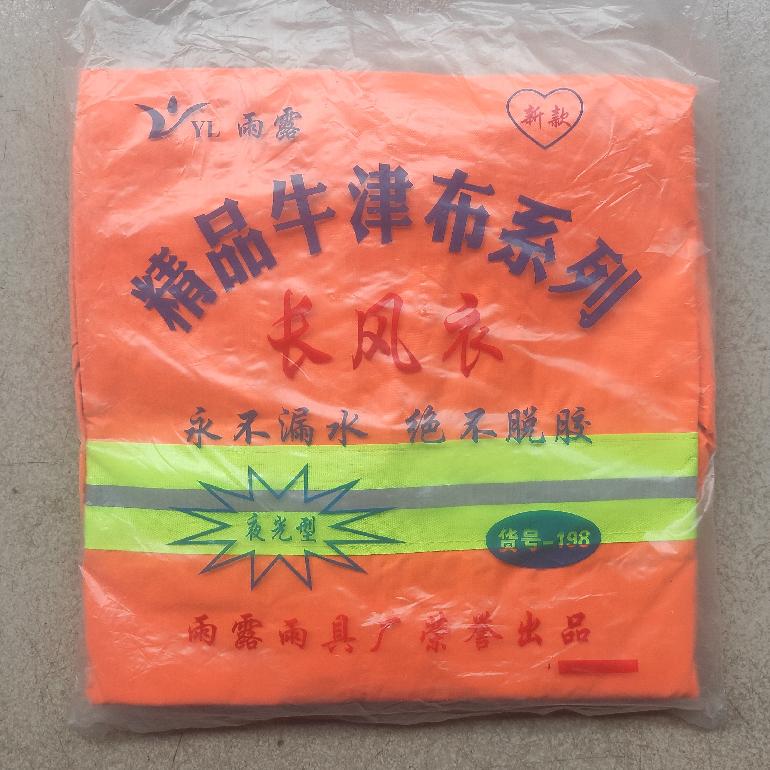 YL 雨露
新款
精品牛津布系列
长风衣
永不漏水 绝不脱胶
夜光型
货号-198
雨露雨具厂荣誉出品